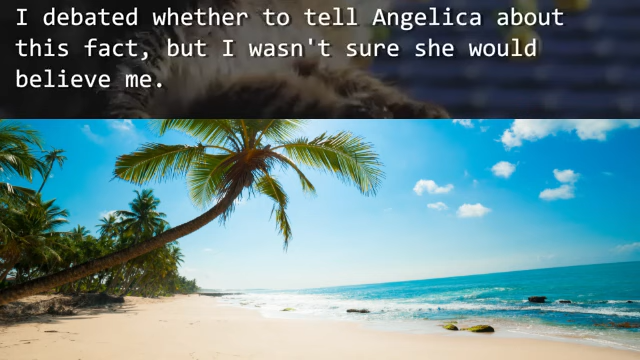 I debated whether to tell Angelica about
this fact, but I wasn't sure she would
believe me.